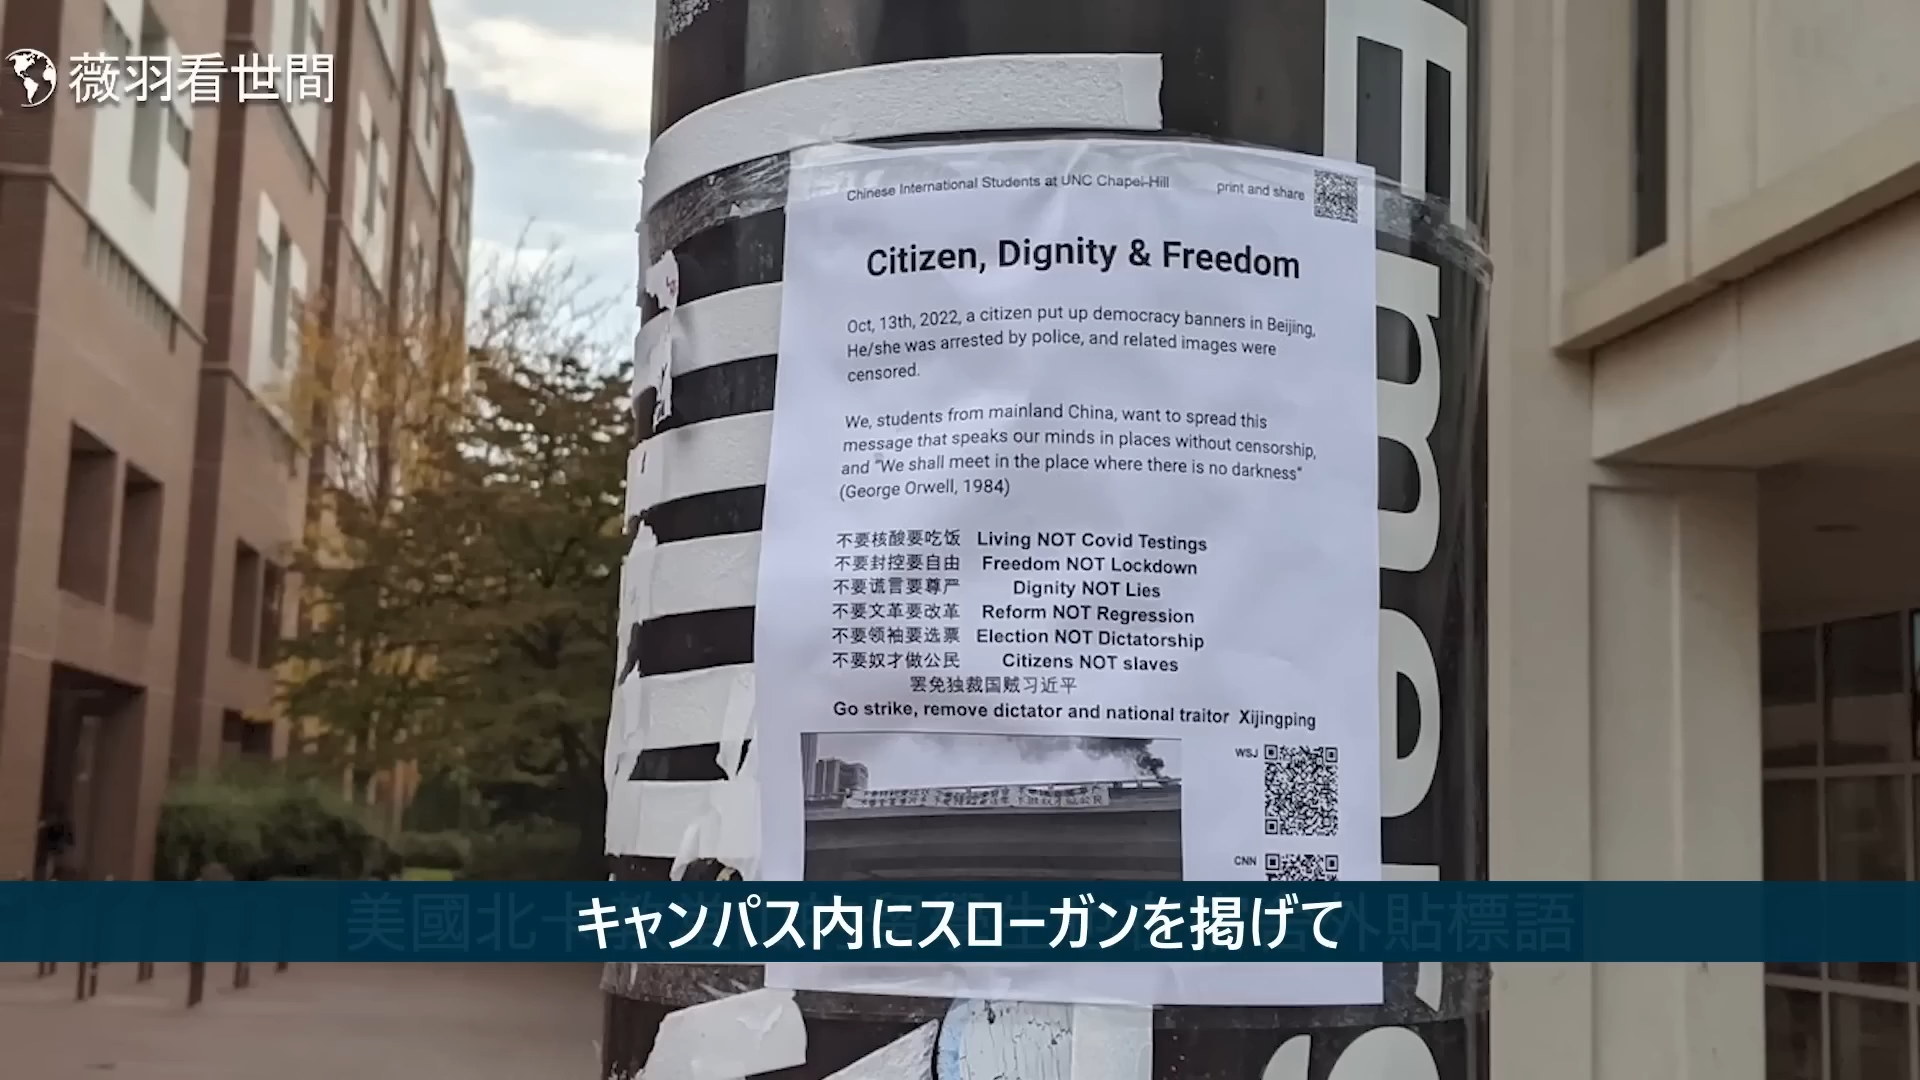 薇羽看世間
Chinese International Students at UNC Chapel-Hill
print and share
Citizen, Dignity & Freedom
Oct, 13th, 2022, a citizen put up democracy banners in Beijing,
He/she was arrested by police, and related images were
censored.
We, students from mainland China, want to spread this
message that speaks our minds in places without censorship,
and "We shall meet in the place where there is no darkness"
(George Orwell, 1984)
不要核酸要吃饭 Living NOT Covid Testings
不要封控要自由 Freedom NOT Lockdown
不要谎言要尊严 Dignity NOT Lies
不要文革要改革 Reform NOT Regression
不要领袖要选票 Election NOT Dictatorship
不要奴才做公民 Citizens NOT slaves
罢免独裁国贼习近平
Go strike, remove dictator and national traitor Xijingping
WSJ
CNN
キャンパス内にスローガンを掲げて
美國北卡
外貼標語